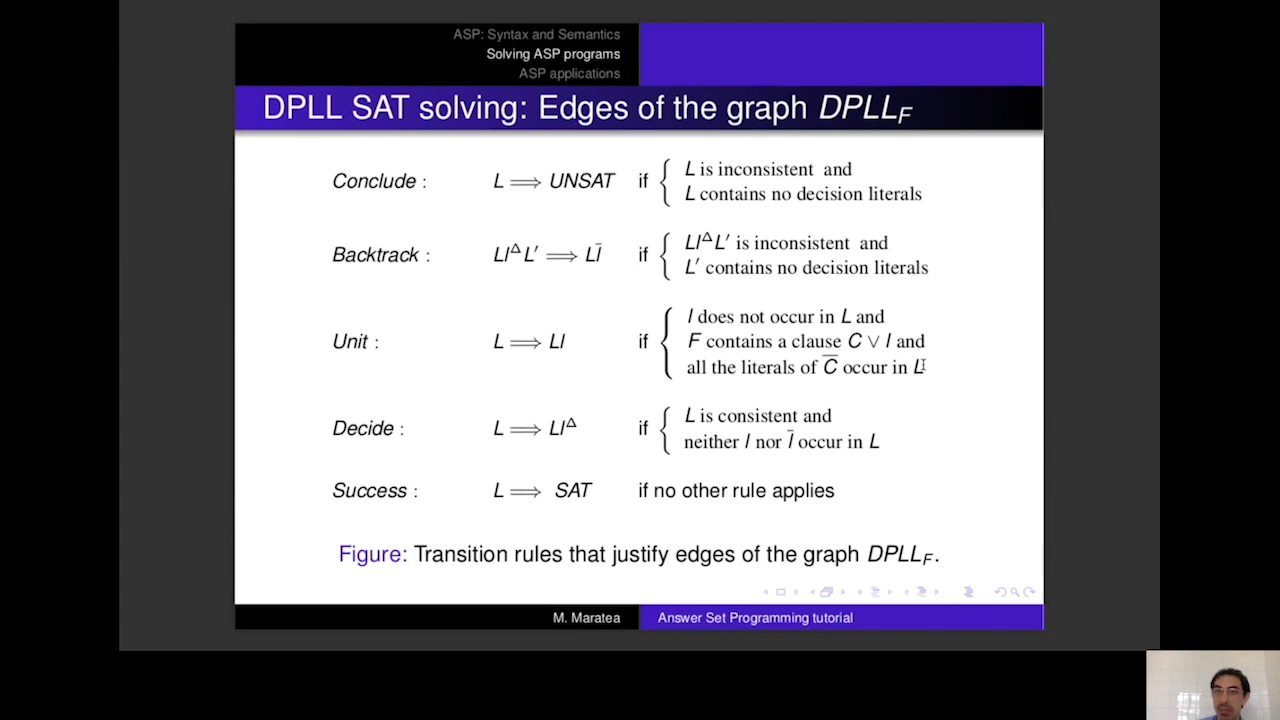 ASP: Syntax and Semantics
Solving ASP programs
ASP applications
DPLL SAT solving: Edges of the graph DPLL_F
Conclude : L ⟹ UNSAT if { L is inconsistent and
L contains no decision literals
Backtrack : Ll^Δ L′ ⟹ Ll̄ if { Ll^Δ L′ is inconsistent and
L′ contains no decision literals
Unit : L ⟹ Ll if { l does not occur in L and
F contains a clause C ∨ l and
all the literals of C̅ occur in L
Decide : L ⟹ Ll^Δ if { L is consistent and
neither l nor l̄ occur in L
Success : L ⟹ SAT if no other rule applies
Figure: Transition rules that justify edges of the graph DPLL_F.
M. Maratea Answer Set Programming tutorial